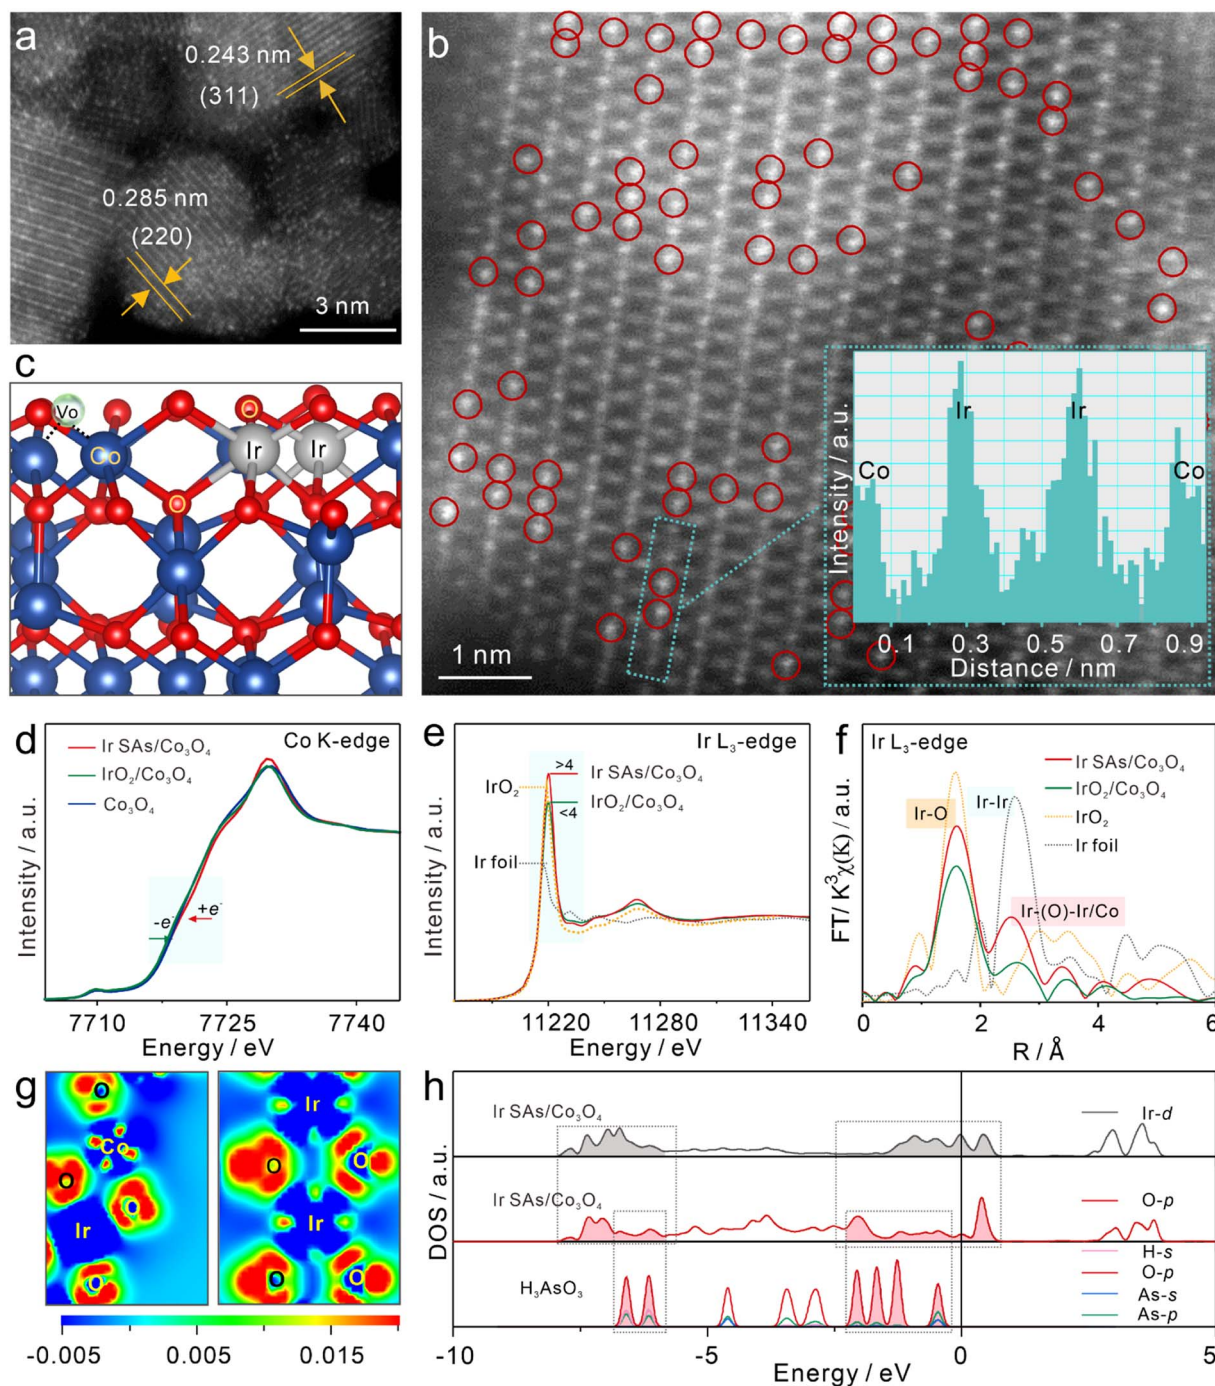 a
0.243 nm
(311)
0.285 nm
(220)
3 nm
b
1 nm
Intensity / a.u.
Co
Ir
Ir
Co
0.1 0.3 0.5 0.7 0.9
Distance / nm
c
Vo
O
Co
Ir
Ir
O
d
Co K-edge
Ir SAs/Co₃O₄
IrO₂/Co₃O₄
Co₃O₄
-e⁻
+e⁻
Intensity / a.u.
7710 7725 7740
Energy / eV
e
Ir L₃-edge
>4
Ir SAs/Co₃O₄
IrO₂
IrO₂/Co₃O₄
<4
Ir foil
Intensity / a.u.
11220 11280 11340
Energy / eV
f
Ir L₃-edge
Ir SAs/Co₃O₄
IrO₂/Co₃O₄
IrO₂
Ir foil
Ir-O
Ir-Ir
Ir-(O)-Ir/Co
FT/ K³χ(K) / a.u.
0 2 4 6
R / Å
g
O
Co
O
O
Ir
O
Ir
O
O
Ir
O
O
-0.005 0.005 0.015
h
Ir SAs/Co₃O₄
Ir-d
Ir SAs/Co₃O₄
O-p
H₃AsO₃
H-s
O-p
As-s
As-p
DOS / a.u.
-10 -5 0 5
Energy / eV